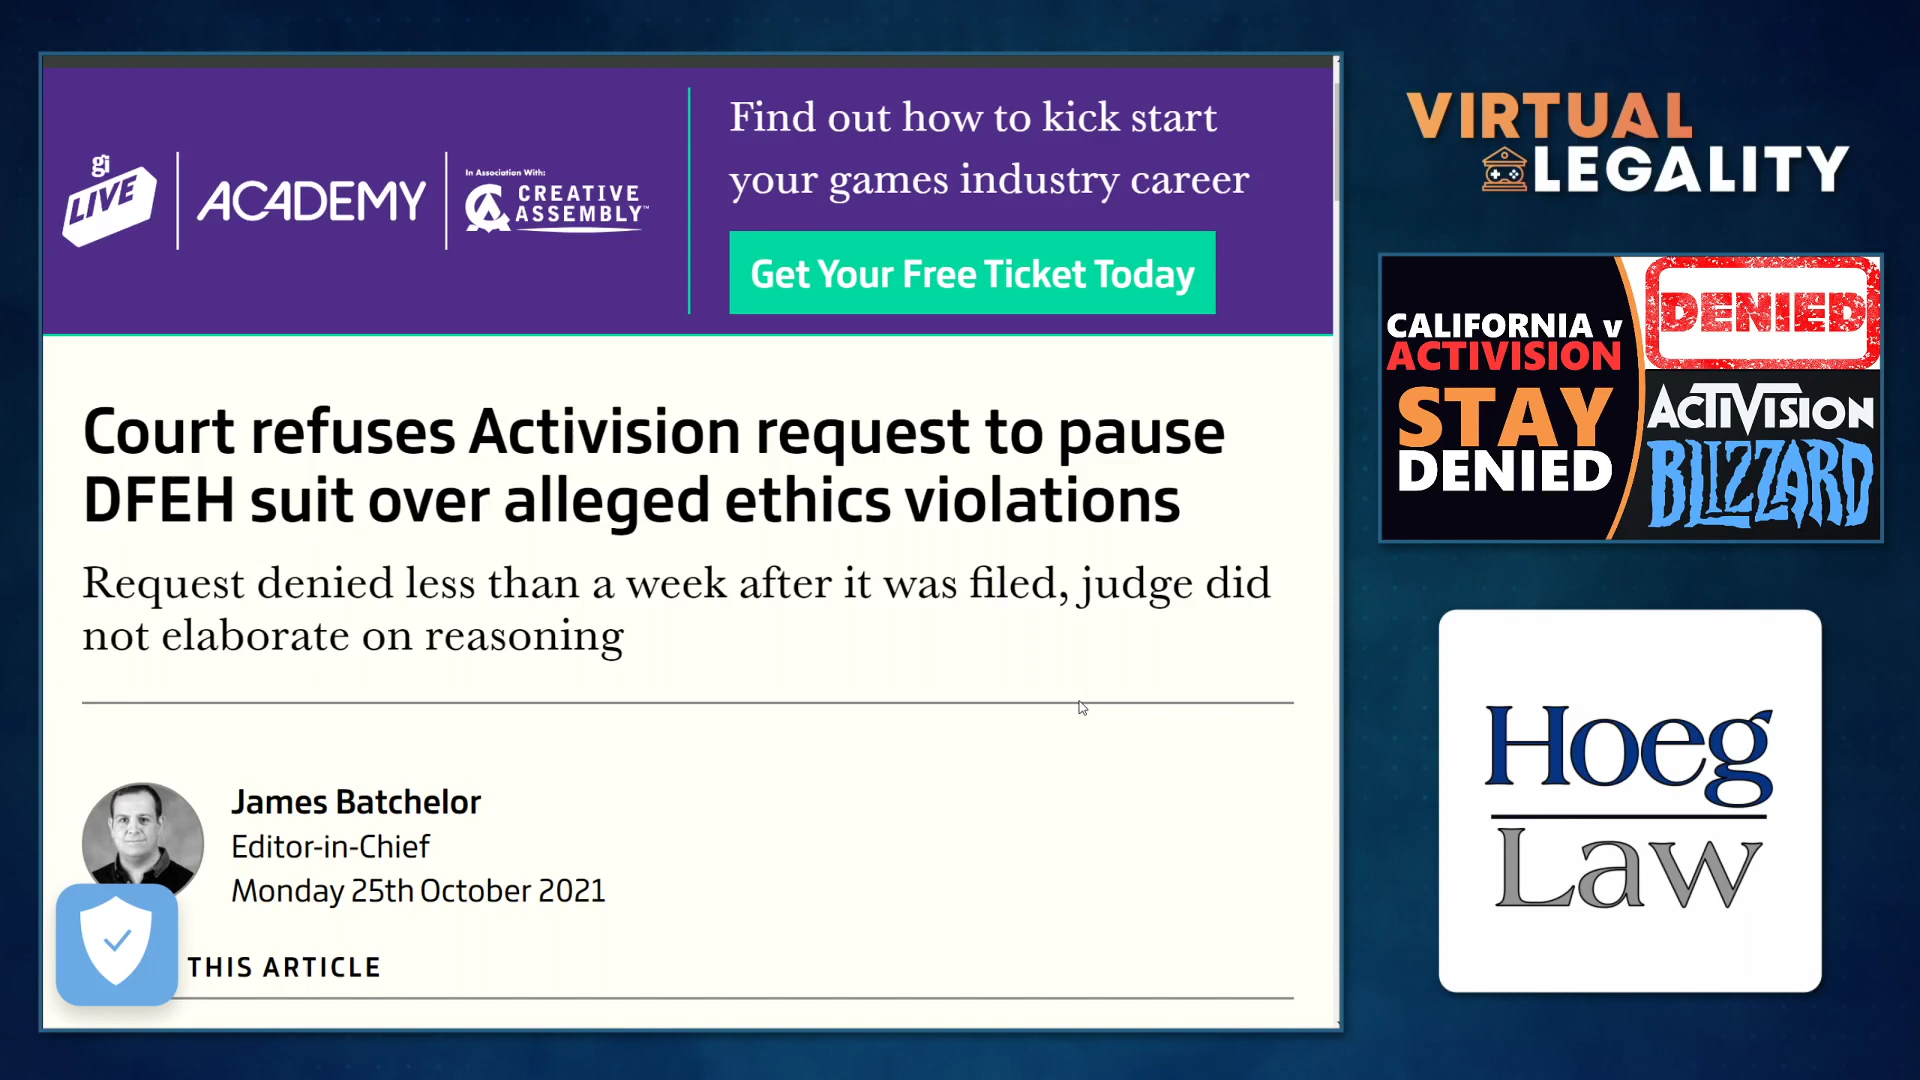 gi
LIVE
ACADEMY
In Association With:
CREATIVE
ASSEMBLY™
Find out how to kick start
your games industry career
Get Your Free Ticket Today
Court refuses Activision request to pause
DFEH suit over alleged ethics violations
Request denied less than a week after it was filed, judge did
not elaborate on reasoning
James Batchelor
Editor-in-Chief
Monday 25th October 2021
THIS ARTICLE
VIRTUAL
LEGALITY
CALIFORNIA v
ACTIVISION
STAY
DENIED
DENIED
ACTIVISION
BLIZZARD
Hoeg
Law